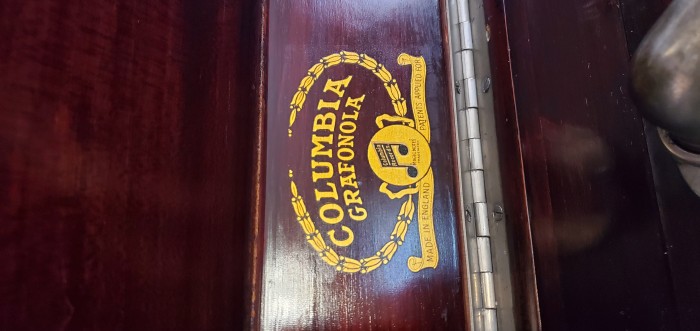 COLUMBIA
GRAFONOLA
MADE IN ENGLAND
PATENTS APPLIED FOR